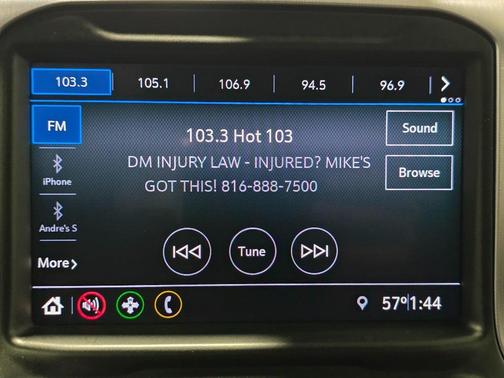 103.3 105.1 106.9 94.5 96.9
FM
103.3 Hot 103
Sound
DM INJURY LAW - INJURED? MIKE'S
GOT THIS! 816-888-7500
Browse
iPhone
Andre's S
More
Tune
57° 1:44